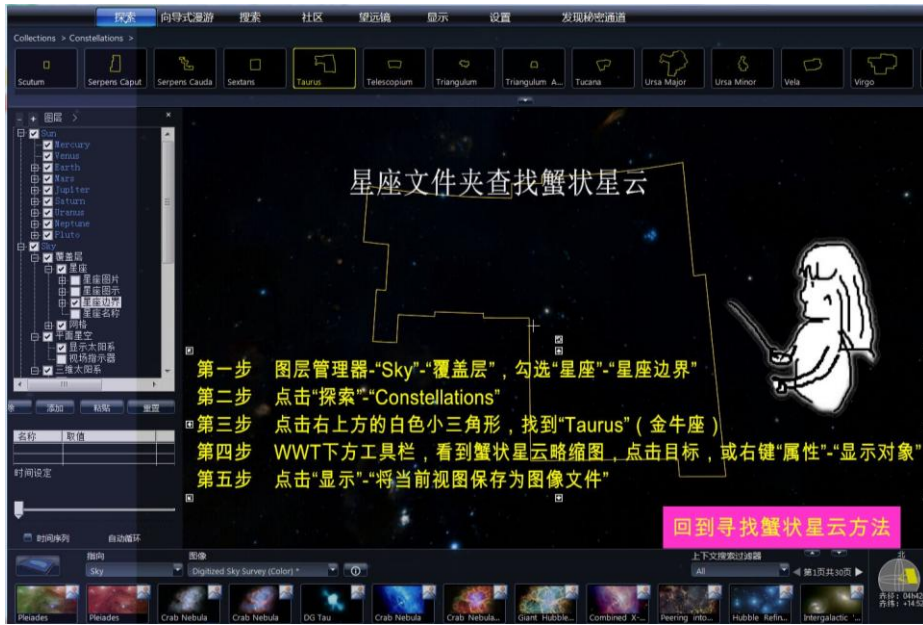 探索 向导式漫游 搜索 社区 望远镜 显示 设置 发现秘密通道
Collections > Constellations >
Scutum Serpens Caput Serpens Cauda Sextans Taurus Telescopium Triangulum Triangulum A... Tucana Ursa Major Ursa Minor Vela Virgo
图层
Sun
Mercury
Venus
Earth
Mars
Jupiter
Saturn
Uranus
Neptune
Pluto
Sky
覆盖层
星座
星座图片
星座图示
星座边界
星座名称
网格
平面星空
显示太阳系
视场指示器
三维太阳系
添加 粘贴 重置
名称 取值
时间设定
时间序列 自动循环
星座文件夹查找蟹状星云
第一步 图层管理器-“Sky”-“覆盖层”，勾选“星座”-“星座边界”
第二步 点击“探索”-“Constellations”
第三步 点击右上方的白色小三角形，找到“Taurus”（金牛座）
第四步 WWT下方工具栏，看到蟹状星云略缩图，点击目标，或右键“属性”-“显示对象”
第五步 点击“显示”-“将当前视图保存为图像文件”
回到寻找蟹状星云方法
指向 图像 上下文搜索过滤器 北
Sky Digitized Sky Survey (Color) * All 第1页共30页
Pleiades Pleiades Crab Nebula Crab Nebula DG Tau Crab Nebula Crab Nebula... Giant Hubble... Combined X-... Peering into... Hubble Refin... Intergalactic '...